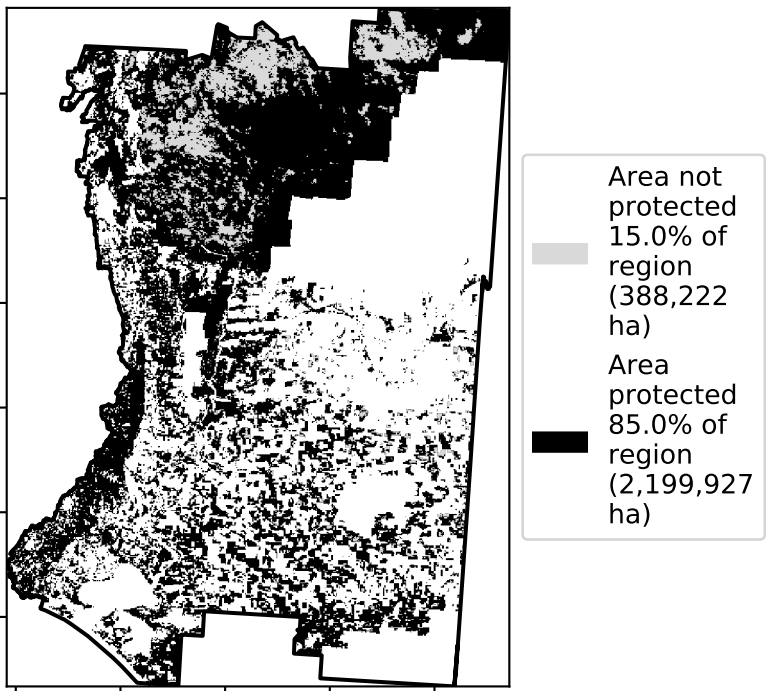 Area not
protected
15.0% of
region
(388,222
ha)
Area
protected
85.0% of
region
(2,199,927
ha)